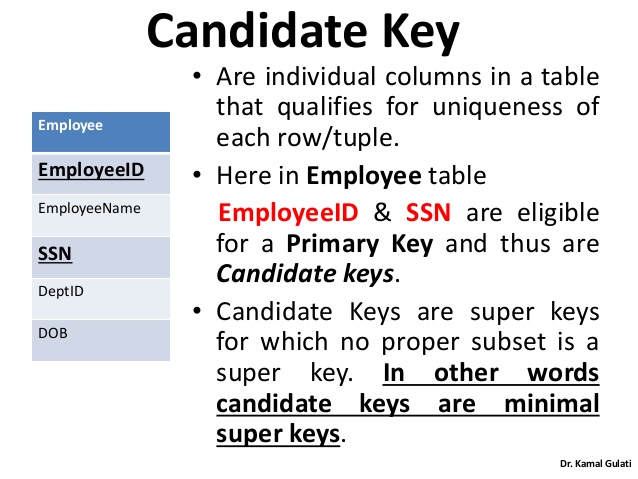 Candidate Key
Employee
EmployeeID
EmployeeName
SSN
DeptID
DOB
• Are individual columns in a table
that qualifies for uniqueness of
each row/tuple.
• Here in Employee table
EmployeeID & SSN are eligible
for a Primary Key and thus are
Candidate keys.
• Candidate Keys are super keys
for which no proper subset is a
super key. In other words
candidate keys are minimal
super keys.
Dr. Kamal Gulati